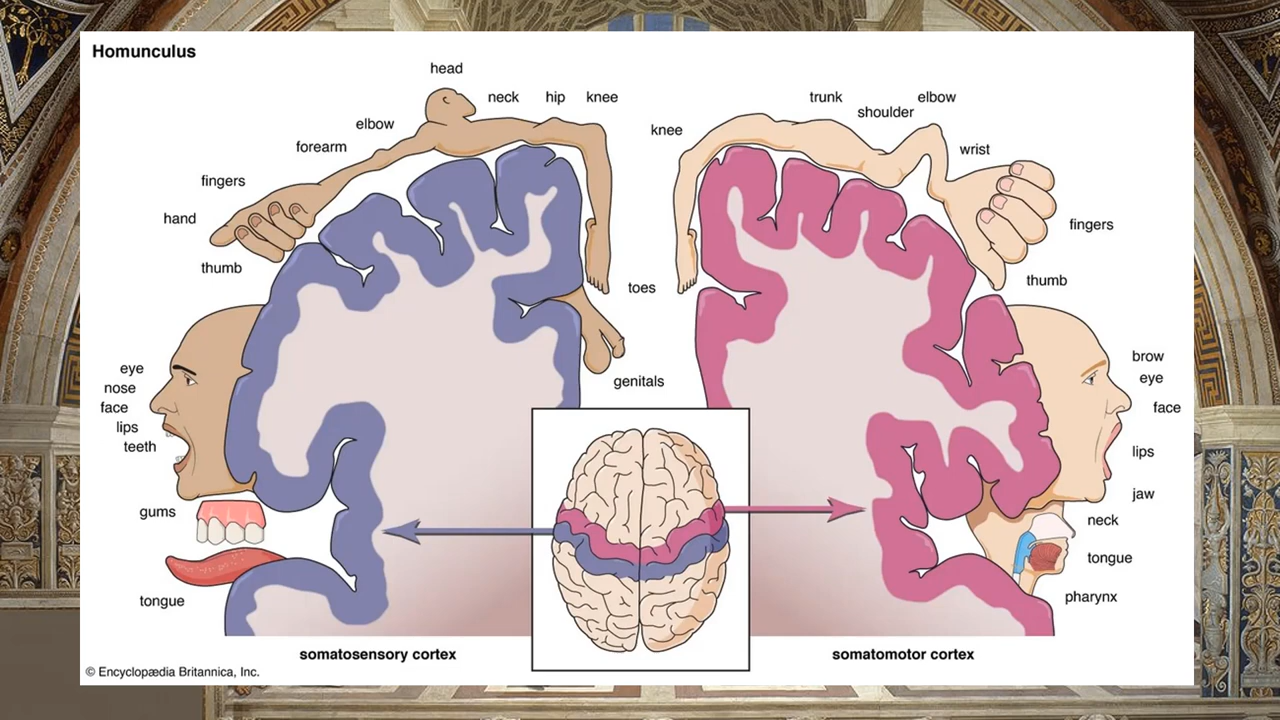 Homunculus
head
neck
hip
knee
elbow
forearm
fingers
hand
thumb
toes
genitals
eye
nose
face
lips
teeth
gums
tongue
somatosensory cortex
trunk
elbow
shoulder
knee
wrist
fingers
thumb
brow
eye
face
lips
jaw
neck
tongue
pharynx
somatomotor cortex
© Encyclopædia Britannica, Inc.